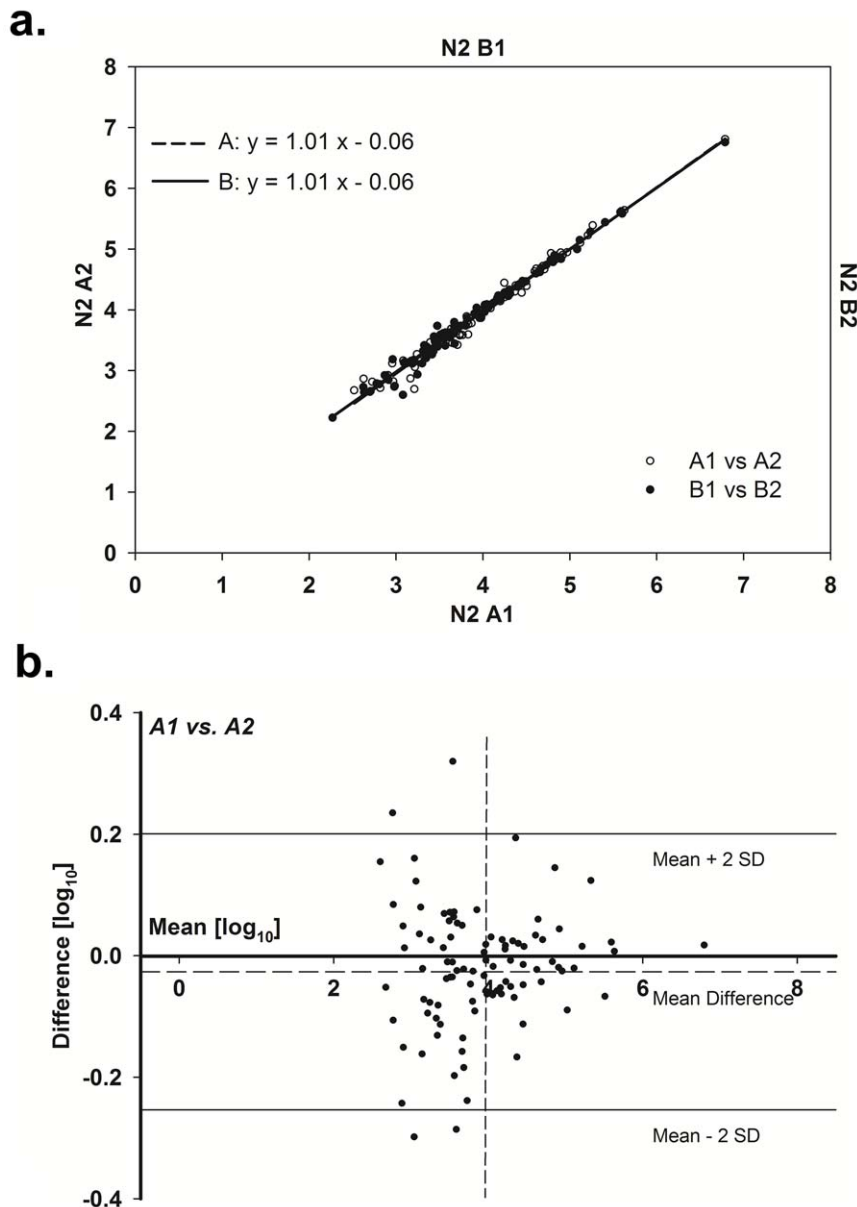 a.
N2 B1
8
7
6
5
4
3
2
1
0
N2 A2
A: y = 1.01 x - 0.06
B: y = 1.01 x - 0.06
A1 vs A2
B1 vs B2
N2 B2
0 1 2 3 4 5 6 7 8
N2 A1
b.
0.4
0.2
0.0
-0.2
-0.4
Difference [log10]
A1 vs. A2
Mean + 2 SD
Mean [log10]
0 2 4 6 8
Mean Difference
Mean - 2 SD